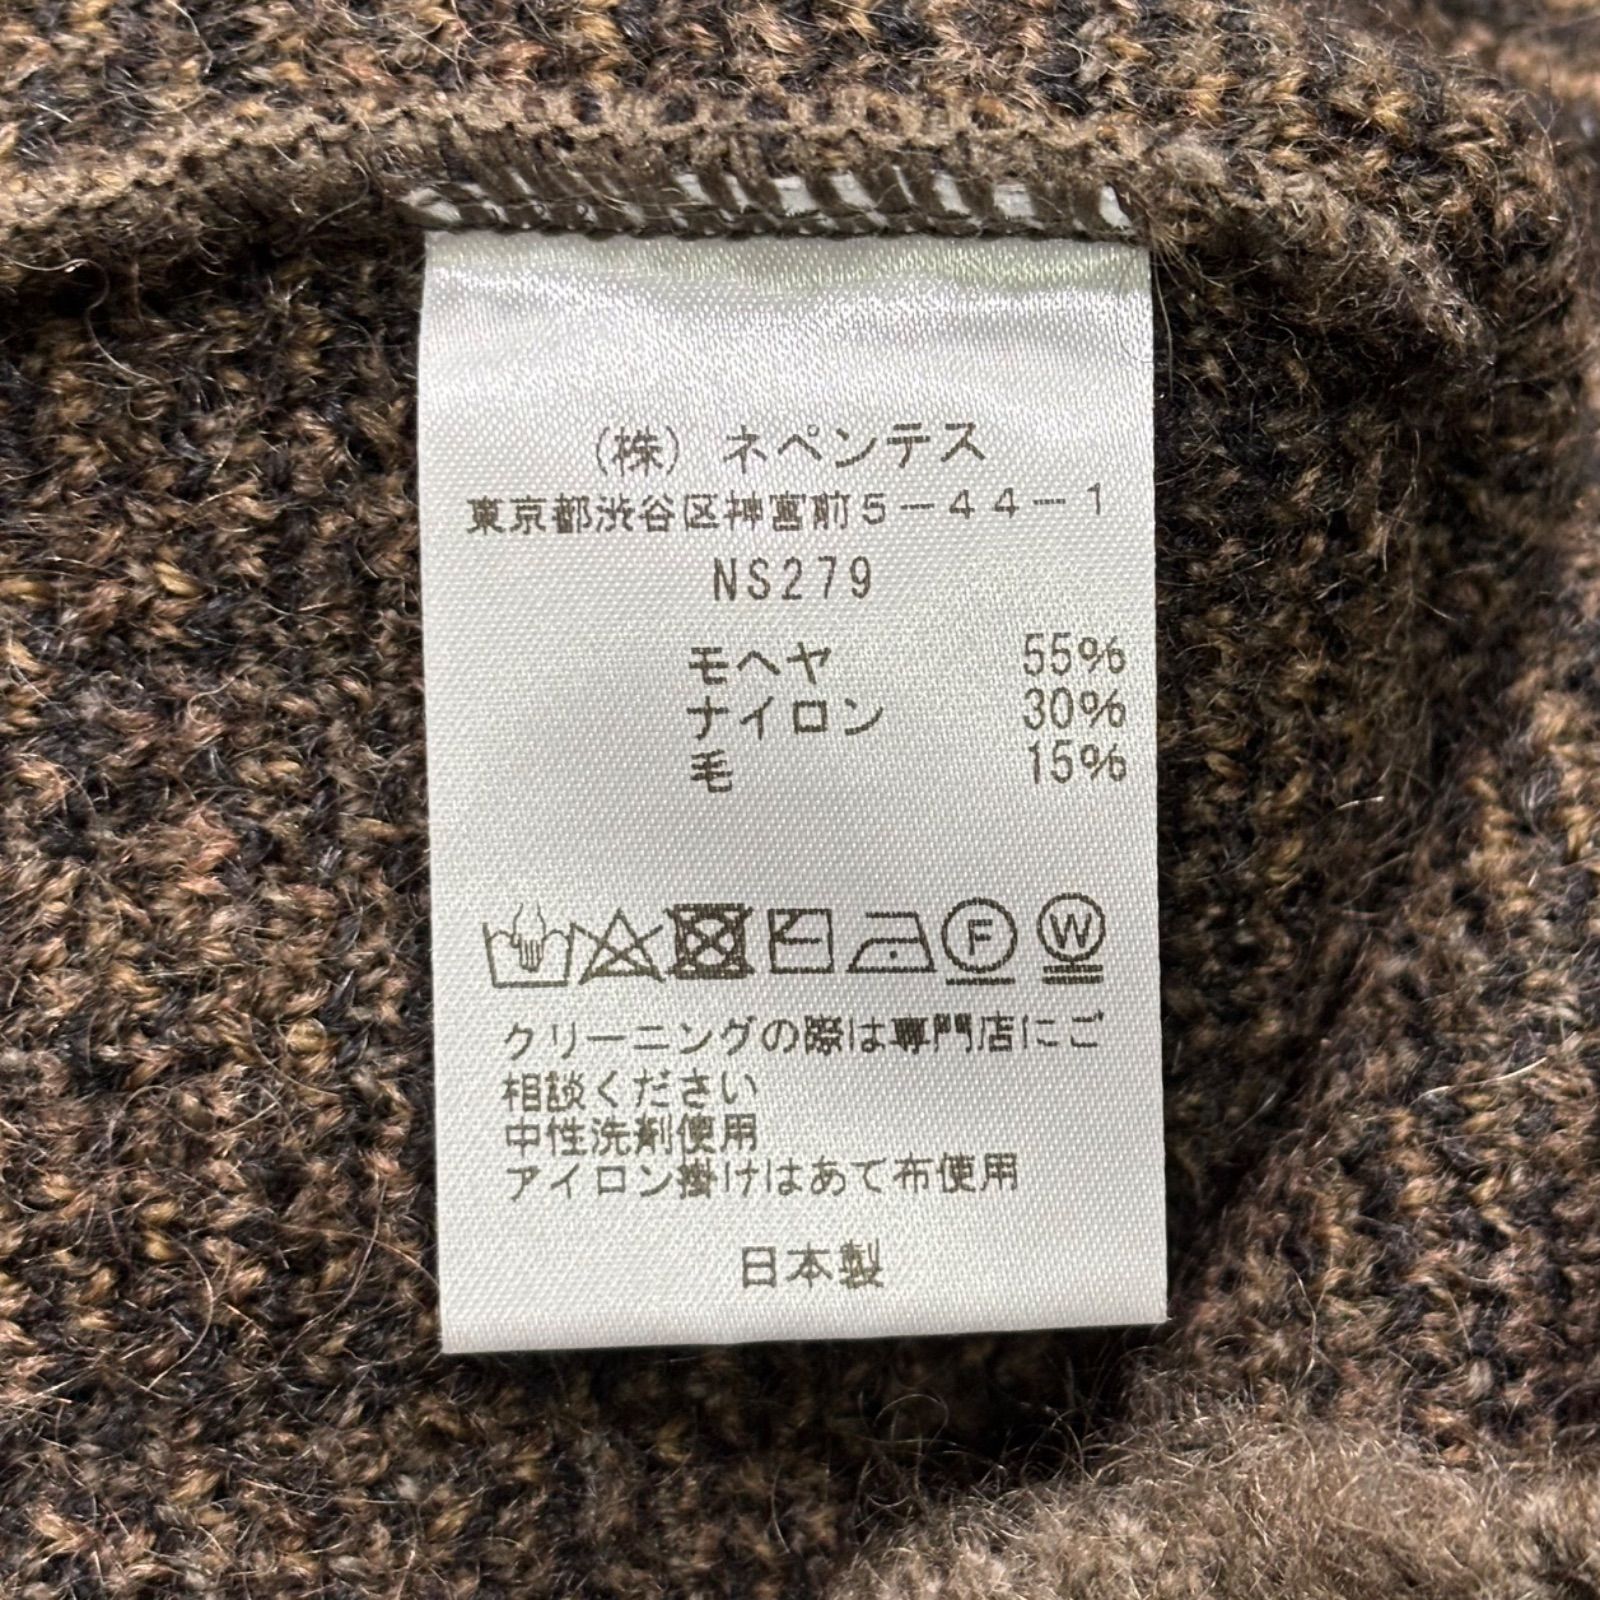 （株）ネペンテス
東京都渋谷区神宮前5-44-1
NS279
モヘヤ 55%
ナイロン 30%
毛 15%
F W
クリーニングの際は専門店にご
相談ください
中性洗剤使用
アイロン掛けはあて布使用
日本製